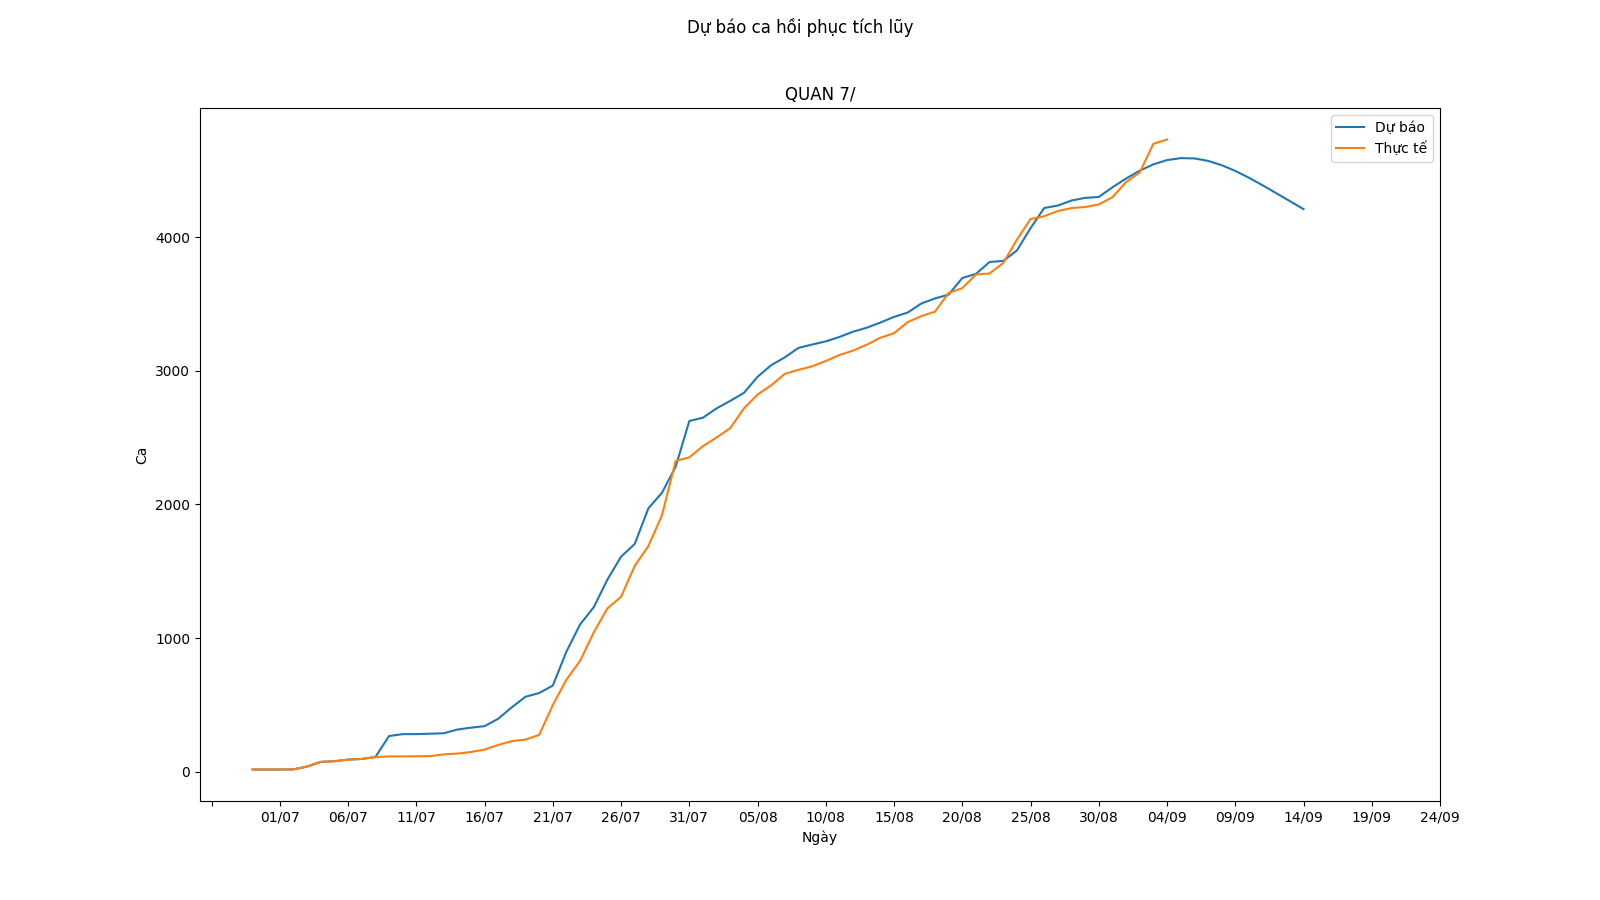 Dự báo ca hồi phục tích lũy
QUAN 7/
Dự báo
Thực tế
Ca
4000
3000
2000
1000
0
01/07 06/07 11/07 16/07 21/07 26/07 31/07 05/08 10/08 15/08 20/08 25/08 30/08 04/09 09/09 14/09 19/09 24/09
Ngày